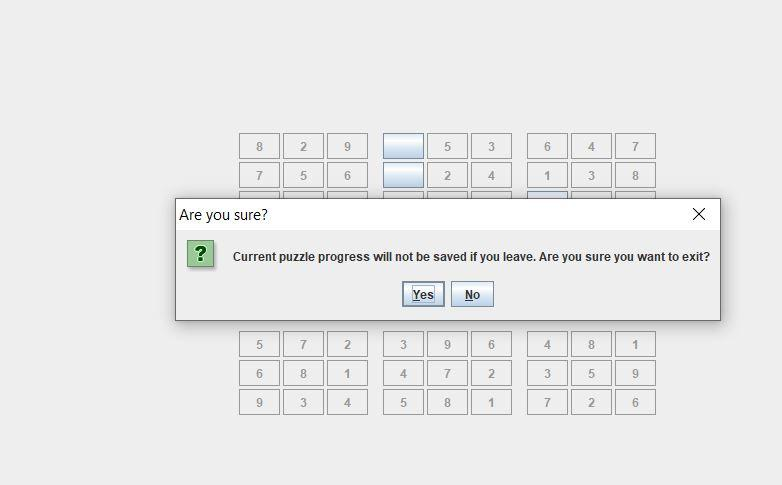 8 2 9 5 3 6 4 7
7 5 6 2 4 1 3 8
Are you sure?
?
Current puzzle progress will not be saved if you leave. Are you sure you want to exit?
Yes No
5 7 2 3 9 6 4 8 1
6 8 1 4 7 2 3 5 9
9 3 4 5 8 1 7 2 6